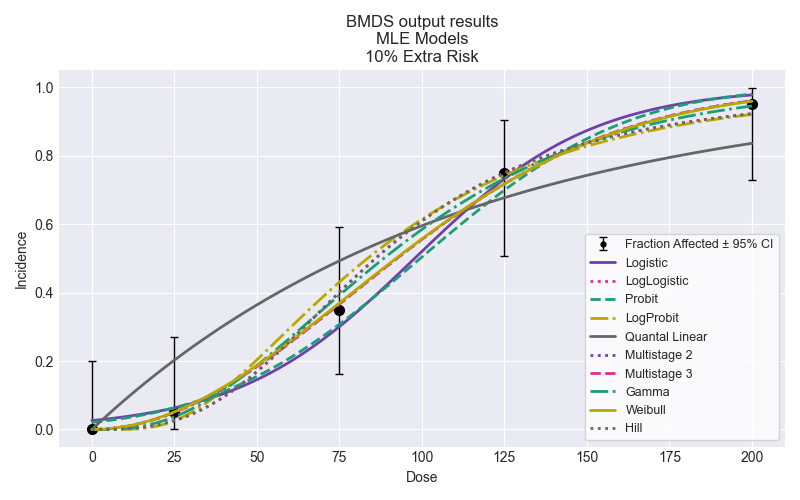 BMDS output results
MLE Models
10% Extra Risk
Incidence
1.0
0.8
0.6
0.4
0.2
0.0
0
25
50
75
100
125
150
175
200
Dose
Fraction Affected ± 95% CI
Logistic
LogLogistic
Probit
LogProbit
Quantal Linear
Multistage 2
Multistage 3
Gamma
Weibull
Hill